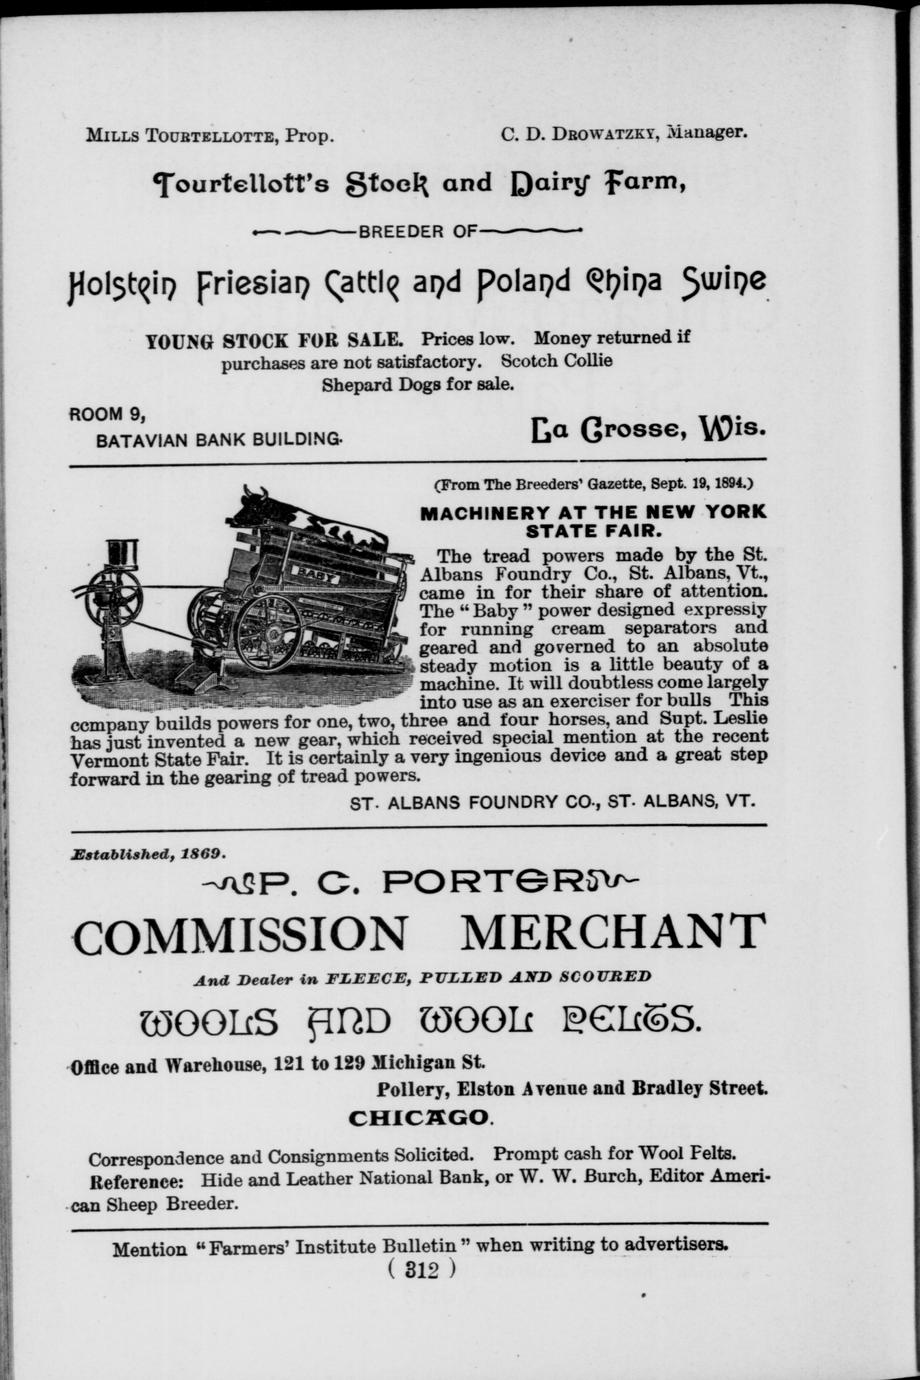 MILLS TOURTELLOTTE, Prop. C. D. DROWATZKY, Manager.
Tourtellott's Stock and Dairy Farm,
BREEDER OF
Holstein Friesian Cattle and Poland China Swine
YOUNG STOCK FOR SALE. Prices low. Money returned if
purchases are not satisfactory. Scotch Collie
Shepard Dogs for sale.
ROOM 9,
BATAVIAN BANK BUILDING.
La Crosse, Wis.
(From The Breeders' Gazette, Sept. 19, 1894.)
MACHINERY AT THE NEW YORK
STATE FAIR.
BABY
The tread powers made by the St.
Albans Foundry Co., St. Albans, Vt.,
came in for their share of attention.
The "Baby" power designed expressly
for running cream separators and
geared and governed to an absolute
steady motion is a little beauty of a
machine. It will doubtless come largely
into use as an exerciser for bulls This
company builds powers for one, two, three and four horses, and Supt. Leslie
has just invented a new gear, which received special mention at the recent
Vermont State Fair. It is certainly a very ingenious device and a great step
forward in the gearing of tread powers.
ST. ALBANS FOUNDRY CO., ST. ALBANS, VT.
Established, 1869.
P. C. PORTER
COMMISSION MERCHANT
And Dealer in FLEECE, PULLED AND SCOURED
WOOLS AND WOOL PELTS.
Office and Warehouse, 121 to 129 Michigan St.
Pollery, Elston Avenue and Bradley Street.
CHICAGO.
Correspondence and Consignments Solicited. Prompt cash for Wool Pelts.
Reference: Hide and Leather National Bank, or W. W. Burch, Editor Ameri-
can Sheep Breeder.
Mention "Farmers' Institute Bulletin" when writing to advertisers.
( 312 )